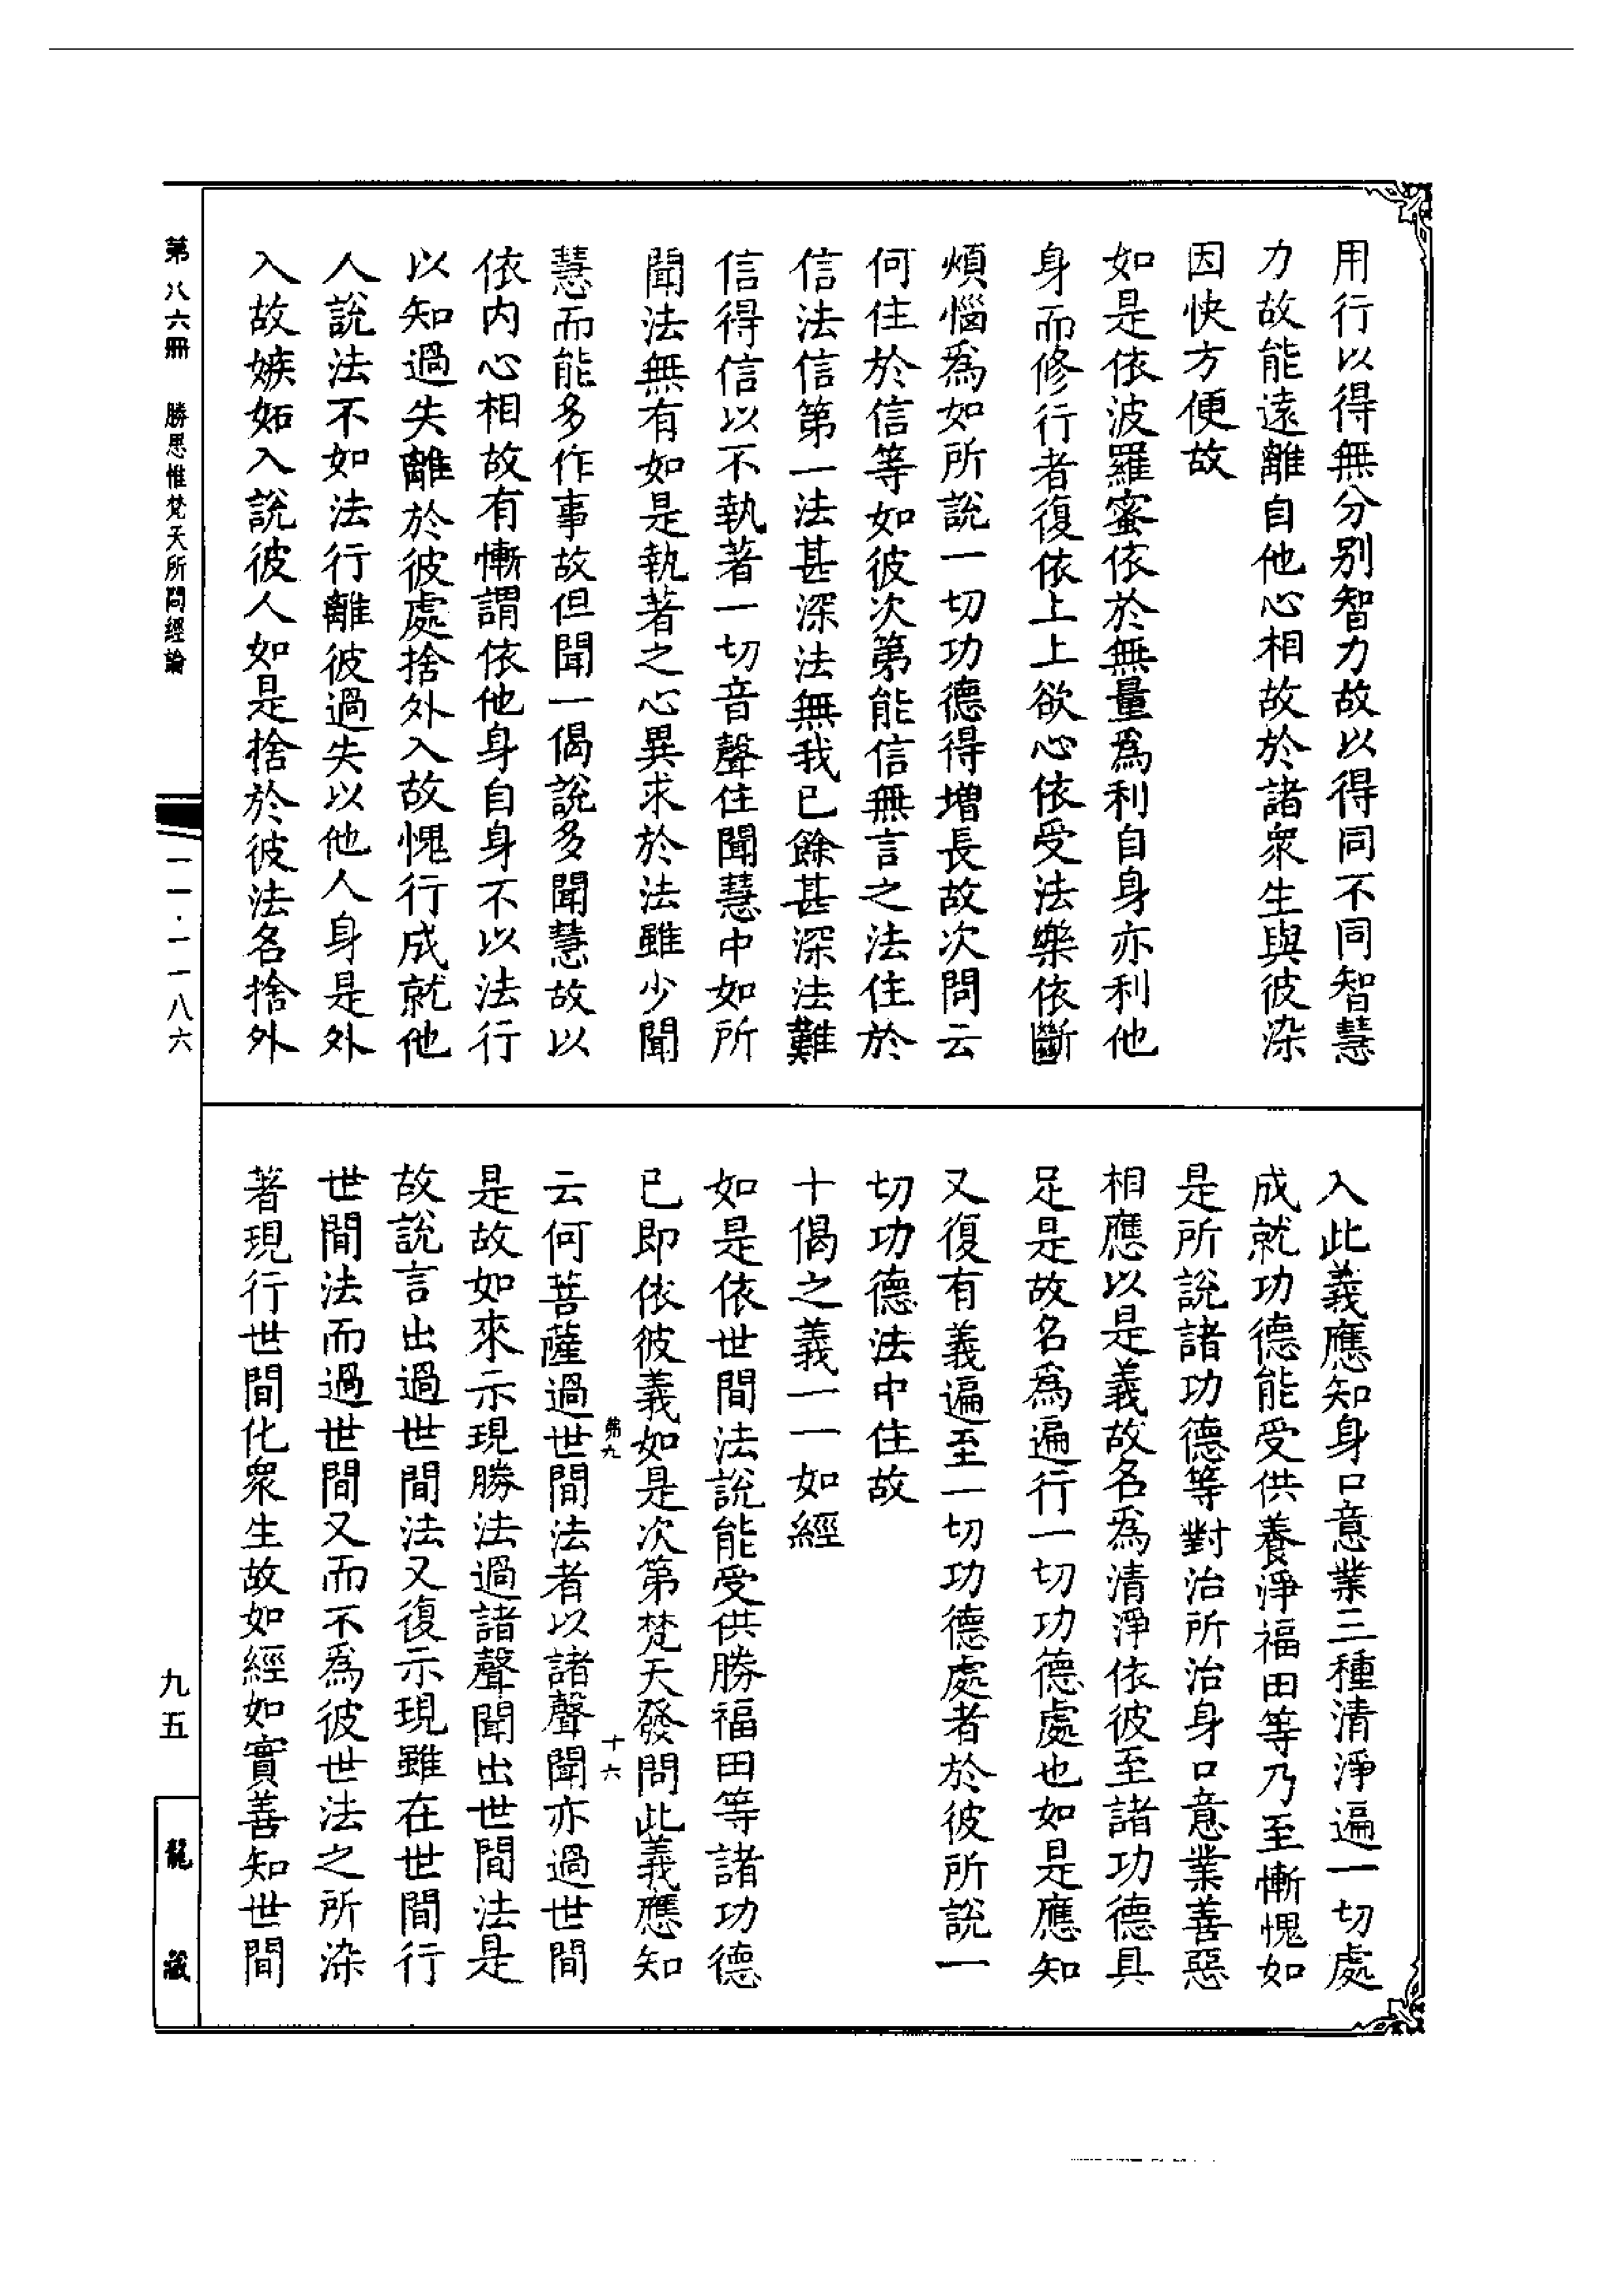 用行以得無分别智力故以得同不同智慧
力故能遠離自他心相故於諸衆生與彼染
因快方便故
如是依波羅蜜依於無量爲利自身亦利他
身而修行者復依上上欲心依受法樂依斷
煩惱爲如所説一切功德得增長故次問云
何住於信等如彼次第能信無言之法住於
信法信第一法甚深法無我已餘甚深法難
信得信以不執著一切音聲住聞慧中如所
聞法無有如是執著之心異求於法雖少聞
慧而能多作事故但聞一偈説多聞慧故以
依内心相故有慚謂依他身自身不以法行
以知過失離於彼處捨外入故愧行成就他
人説法不如法行離彼過失以他人身是外
入故嫉妬入説彼人如是捨於彼法名捨外
入此義應知身口意業三種清淨遍一切處
成就功德能受供養淨福田等乃至慚愧如
是所説諸功德等對治所治身口意業善惡
相應以是義故名爲清淨依彼至諸功德具
足是故名爲遍行一切功德處也如是應知
又復有義遍至一切功德處者於彼所説一
切功德法中住故
十偈之義一一如經
如是依世間法説能受供勝福田等諸功德
已即依彼義如是次第梵天發問此義應知
第九 十六
云何菩薩過世間法者以諸聲聞亦過世間
是故如來示現勝法過諸聲聞出世間法是
故説言出過世間法又復示現雖在世間行
世間法而過世間又而不爲彼世法之所染
著現行世間化衆生故如經如實善知世間
第八六冊 勝思惟梵天所問經論
一一·一一八六
九五
龍藏